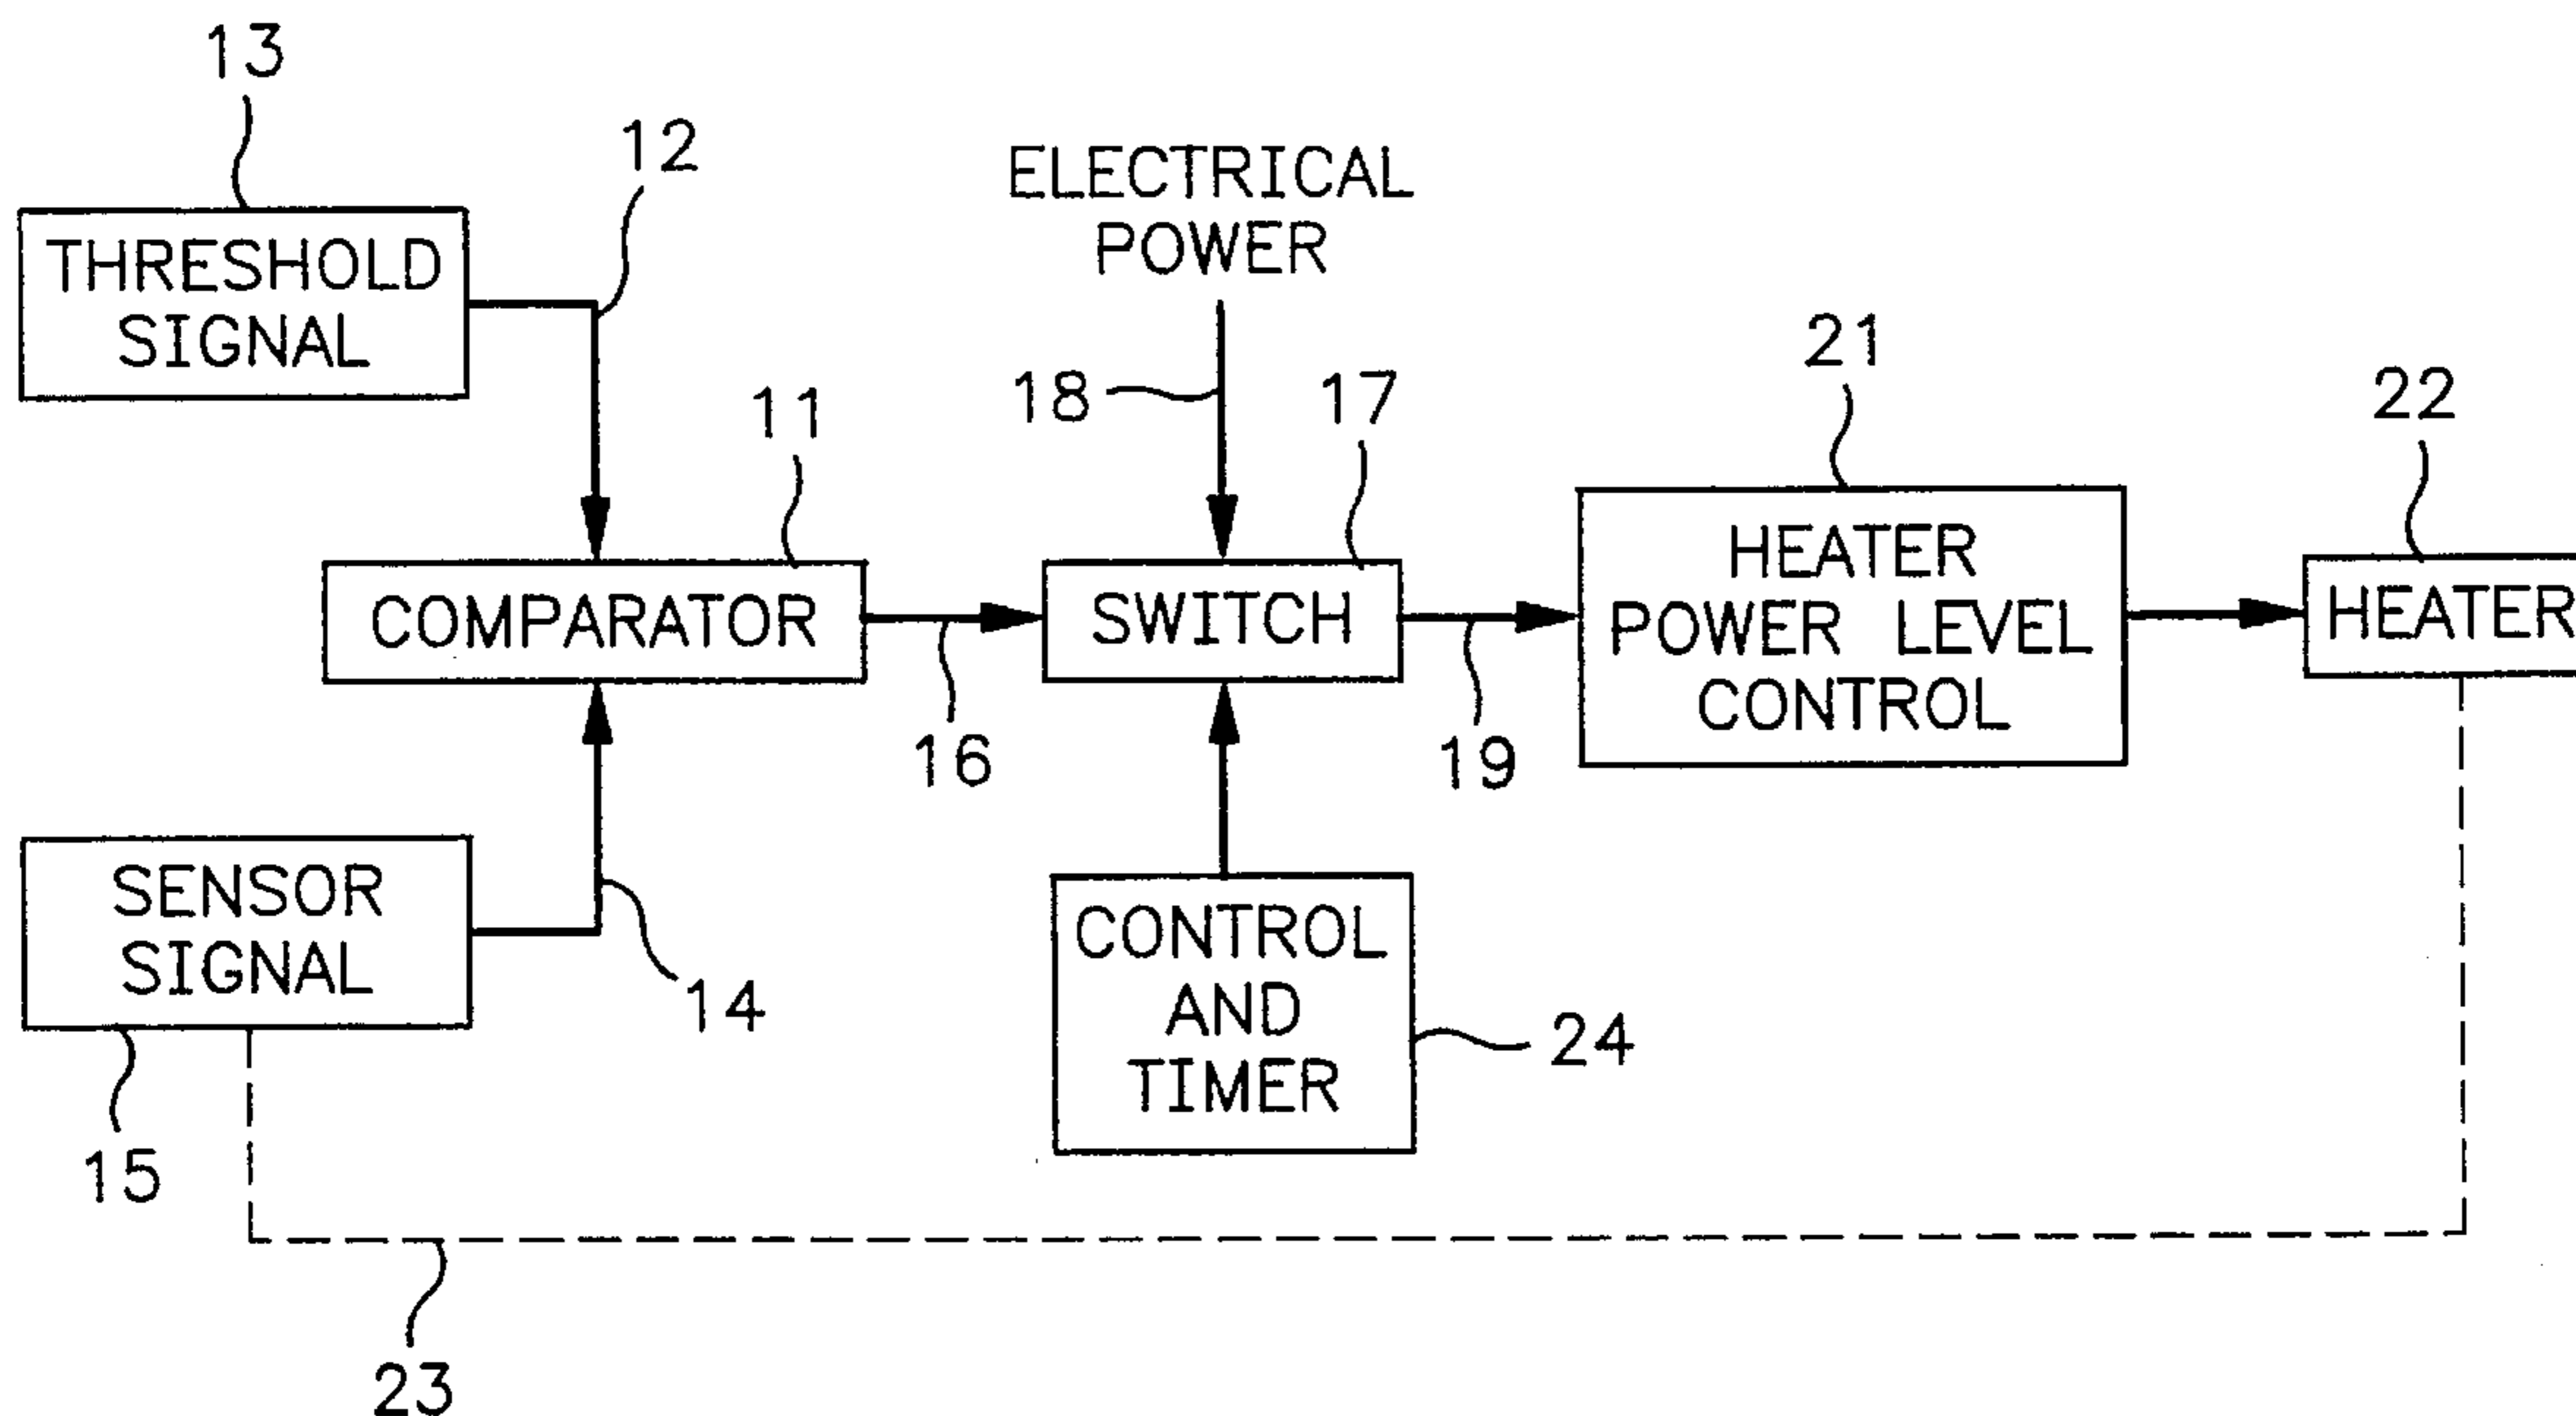 13
12
THRESHOLD
SIGNAL
ELECTRICAL
POWER
11
18
17
21
22
COMPARATOR
SWITCH
HEATER
POWER LEVEL
CONTROL
HEATER
16
19
SENSOR
SIGNAL
14
CONTROL
AND
TIMER
24
15
23